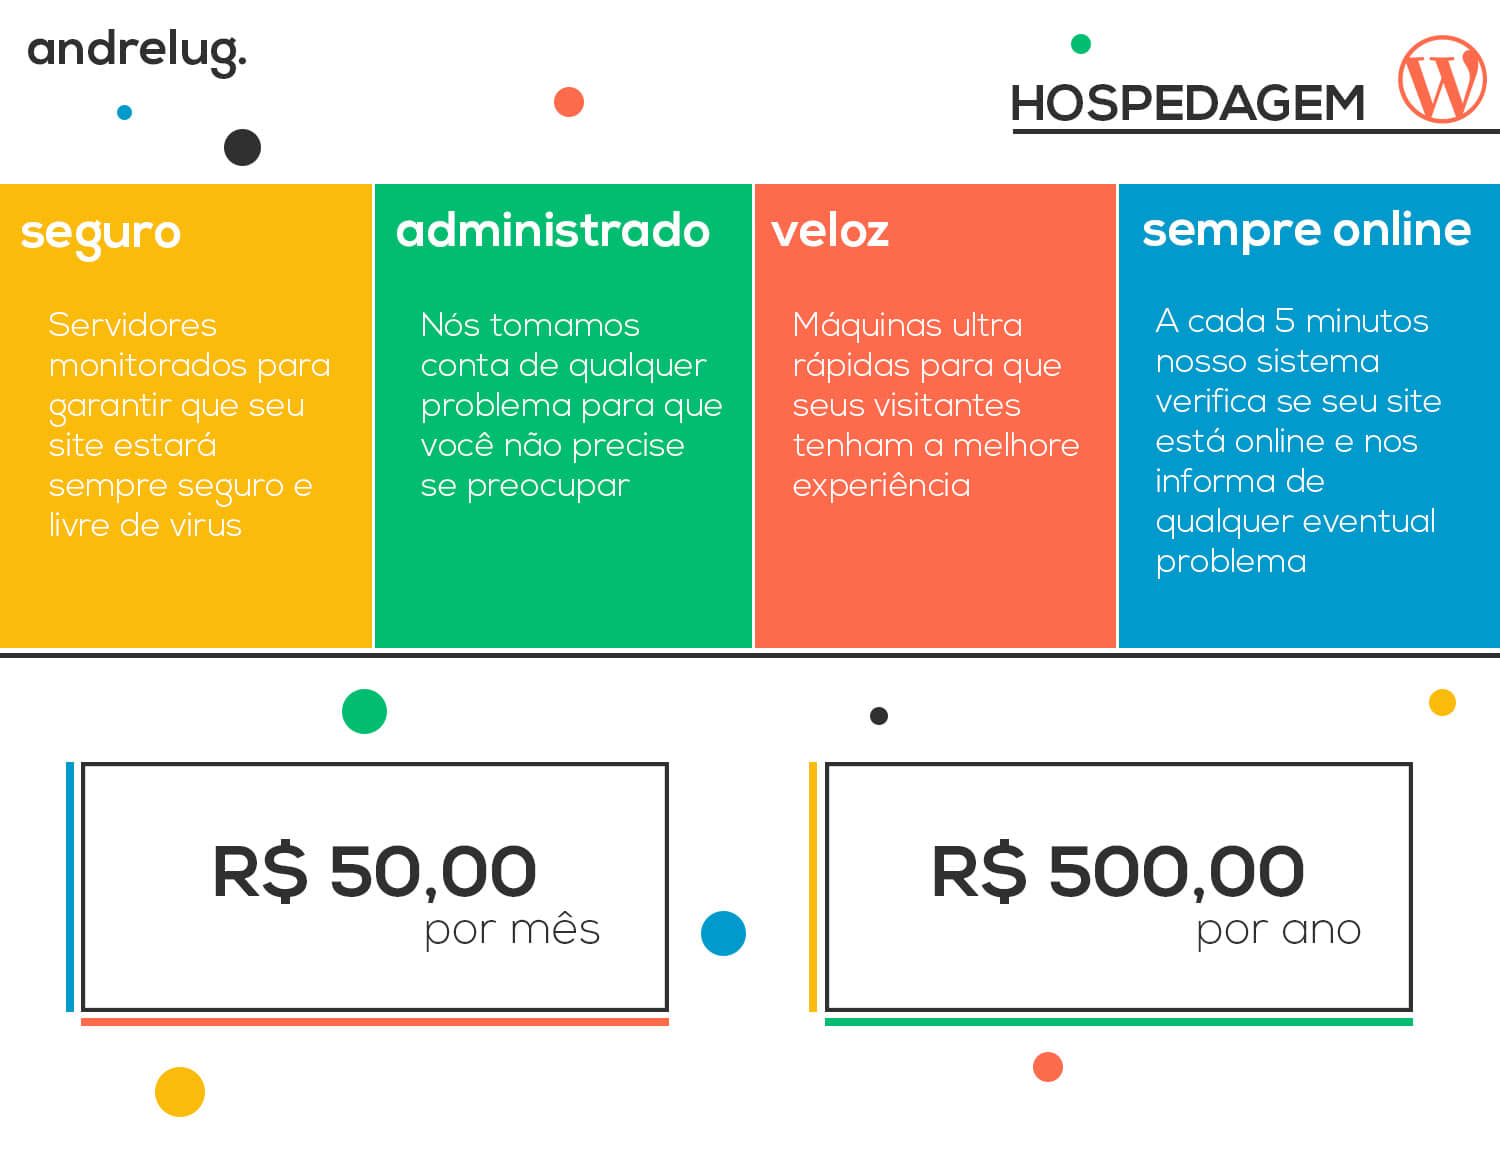 andrelug.
HOSPEDAGEM
seguro
Servidores
monitorados para
garantir que seu
site estará
sempre seguro e
livre de virus
administrado
Nós tomamos
conta de qualquer
problema para que
você não precise
se preocupar
veloz
Máquinas ultra
rápidas para que
seus visitantes
tenham a melhore
experiência
sempre online
A cada 5 minutos
nosso sistema
verifica se seu site
está online e nos
informa de
qualquer eventual
problema
R$ 50,00
por mês
R$ 500,00
por ano